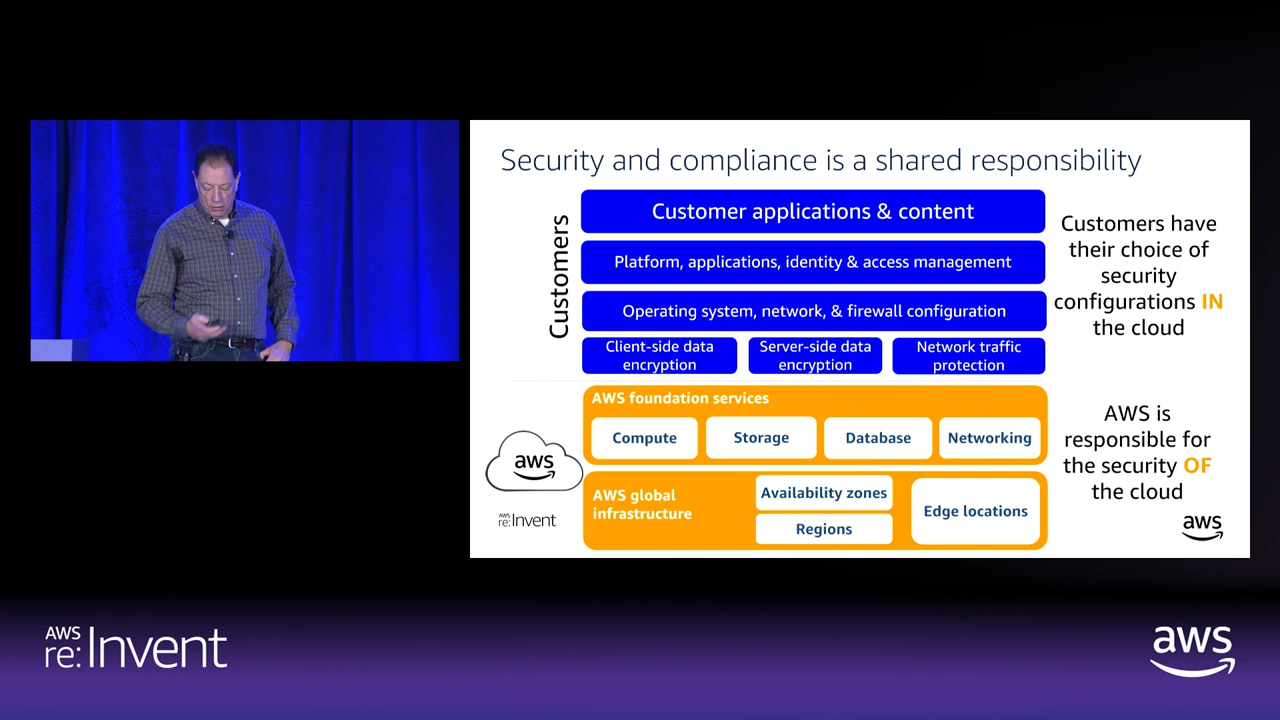 Security and compliance is a shared responsibility
Customers
Customer applications & content
Platform, applications, identity & access management
Operating system, network, & firewall configuration
Client-side data
encryption
Server-side data
encryption
Network traffic
protection
Customers have
their choice of
security
configurations IN
the cloud
AWS foundation services
Compute
Storage
Database
Networking
aws
AWS global
infrastructure
Availability zones
Regions
Edge locations
AWS is
responsible for
the security OF
the cloud
AWS
re:Invent
aws
AWS
re:Invent
aws